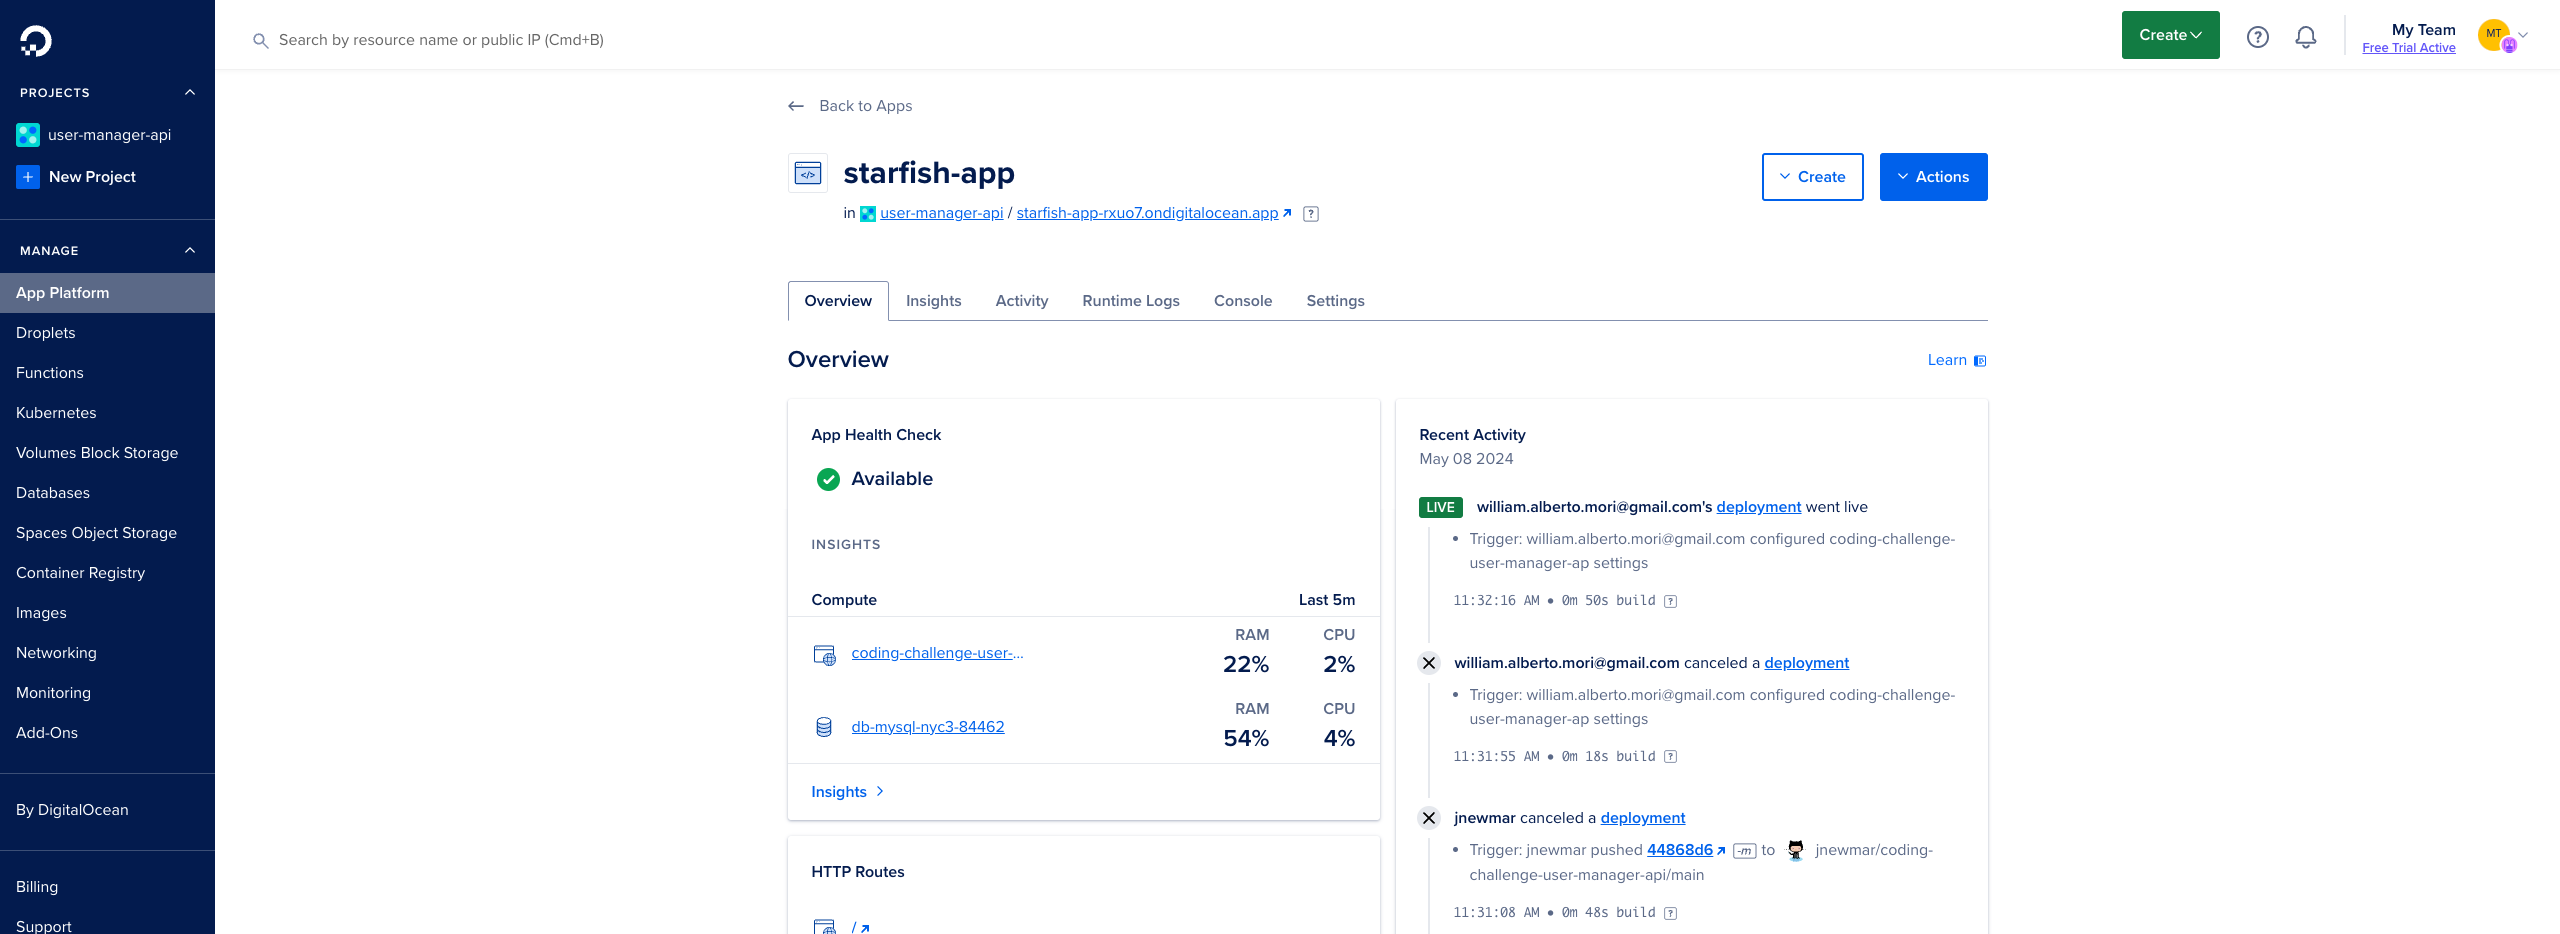 Search by resource name or public IP (Cmd+B)
Create
My Team
Free Trial Active
MT
PROJECTS
user-manager-api
New Project
MANAGE
App Platform
Droplets
Functions
Kubernetes
Volumes Block Storage
Databases
Spaces Object Storage
Container Registry
Images
Networking
Monitoring
Add-Ons
By DigitalOcean
Billing
Support
Back to Apps
starfish-app
in user-manager-api / starfish-app-rxuo7.ondigitalocean.app ?
Create
Actions
Overview Insights Activity Runtime Logs Console Settings
Overview
Learn
App Health Check
Available
INSIGHTS
Compute Last 5m
RAM CPU
coding-challenge-user-... 22% 2%
RAM CPU
db-mysql-nyc3-84462 54% 4%
Insights
HTTP Routes
/
Recent Activity
May 08 2024
LIVE william.alberto.mori@gmail.com's deployment went live
Trigger: william.alberto.mori@gmail.com configured coding-challenge-
user-manager-ap settings
11:32:16 AM • 0m 50s build ?
william.alberto.mori@gmail.com canceled a deployment
Trigger: william.alberto.mori@gmail.com configured coding-challenge-
user-manager-ap settings
11:31:55 AM • 0m 18s build ?
jnewmar canceled a deployment
Trigger: jnewmar pushed 44868d6 -m to jnewmar/coding-
challenge-user-manager-api/main
11:31:08 AM • 0m 48s build ?